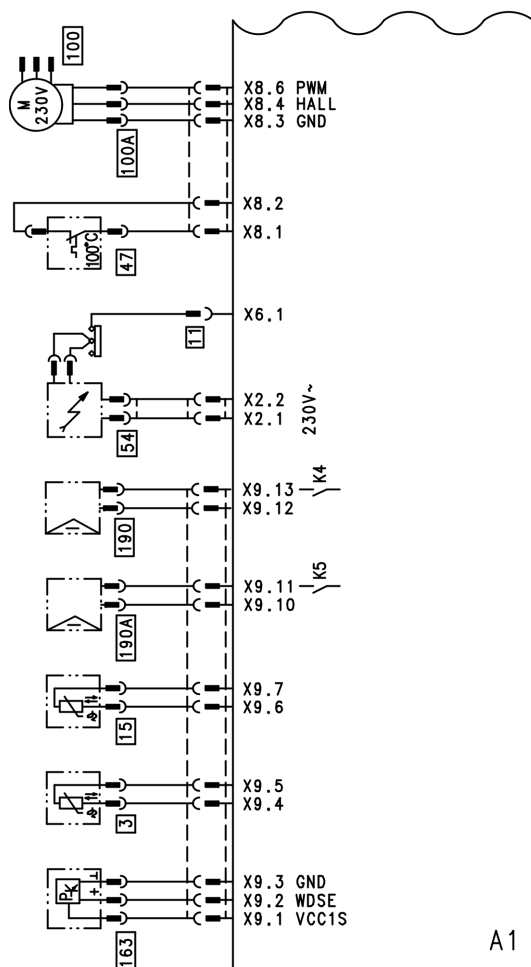 100
M
230V
100A
X8.6 PWM
X8.4 HALL
X8.3 GND
X8.2
X8.1
100°C
47
X6.1
11
X2.2
X2.1
230V~
54
X9.13
K4
X9.12
190
X9.11
K5
X9.10
190A
X9.7
X9.6
15
X9.5
X9.4
3
P
K
+
X9.3 GND
X9.2 WDSE
X9.1 VCC1S
163
A1